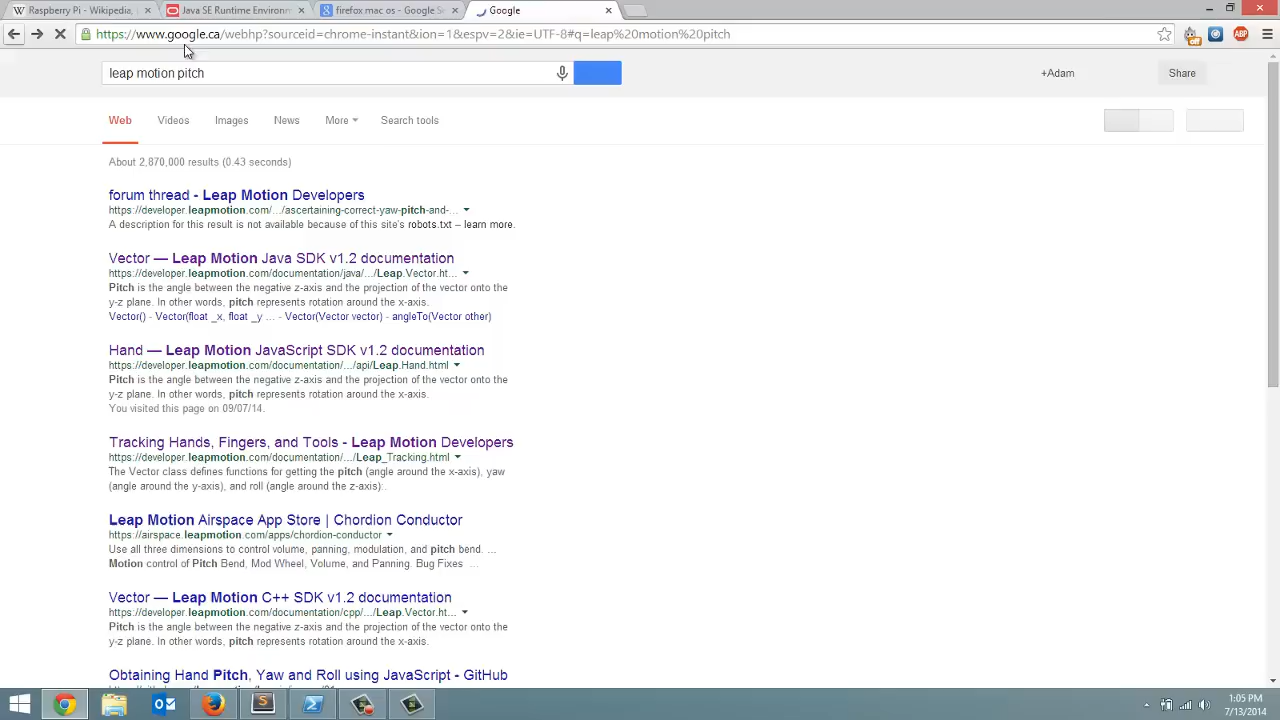 Raspberry Pi - Wikipedia,
Java SE Runtime Environm
firefox mac os - Google Se
Google
https://www.google.ca/webhp?sourceid=chrome-instant&ion=1&espv=2&ie=UTF-8#q=leap%20motion%20pitch
leap motion pitch
+Adam
Share
Web
Videos
Images
News
More
Search tools
About 2,870,000 results (0.43 seconds)
forum thread - Leap Motion Developers
https://developer.leapmotion.com/.../ascertaining-correct-yaw-pitch-and-...
A description for this result is not available because of this site's robots.txt – learn more.
Vector — Leap Motion Java SDK v1.2 documentation
https://developer.leapmotion.com/documentation/java/.../Leap.Vector.ht...
Pitch is the angle between the negative z-axis and the projection of the vector onto the
y-z plane. In other words, pitch represents rotation around the x-axis.
Vector() - Vector(float _x, float _y ... - Vector(Vector vector) - angleTo(Vector other)
Hand — Leap Motion JavaScript SDK v1.2 documentation
https://developer.leapmotion.com/documentation/.../api/Leap.Hand.html
Pitch is the angle between the negative z-axis and the projection of the vector onto the
y-z plane. In other words, pitch represents rotation around the x-axis.
You visited this page on 09/07/14.
Tracking Hands, Fingers, and Tools - Leap Motion Developers
https://developer.leapmotion.com/documentation/.../Leap_Tracking.html
The Vector class defines functions for getting the pitch (angle around the x-axis), yaw
(angle around the y-axis), and roll (angle around the z-axis):.
Leap Motion Airspace App Store | Chordion Conductor
https://airspace.leapmotion.com/apps/chordion-conductor
Use all three dimensions to control volume, panning, modulation, and pitch bend. ...
Motion control of Pitch Bend, Mod Wheel, Volume, and Panning. Bug Fixes ...
Vector — Leap Motion C++ SDK v1.2 documentation
https://developer.leapmotion.com/documentation/cpp/.../Leap.Vector.ht...
Pitch is the angle between the negative z-axis and the projection of the vector onto the
y-z plane. In other words, pitch represents rotation around the x-axis.
Obtaining Hand Pitch, Yaw and Roll using JavaScript - GitHub
ABP
1:05 PM
7/13/2014